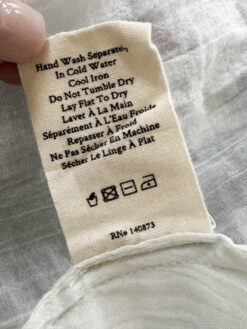 Hand Wash Separate,
In Cold Water
Cool Iron
Do Not Tumble Dry
Lay Flat To Dry
Laver À La Main
Séparément À L'Eau Froide
Repasser À Froid
Ne Pas Sécher En Machine
Sécher Le Linge À Plat
RN# 140873